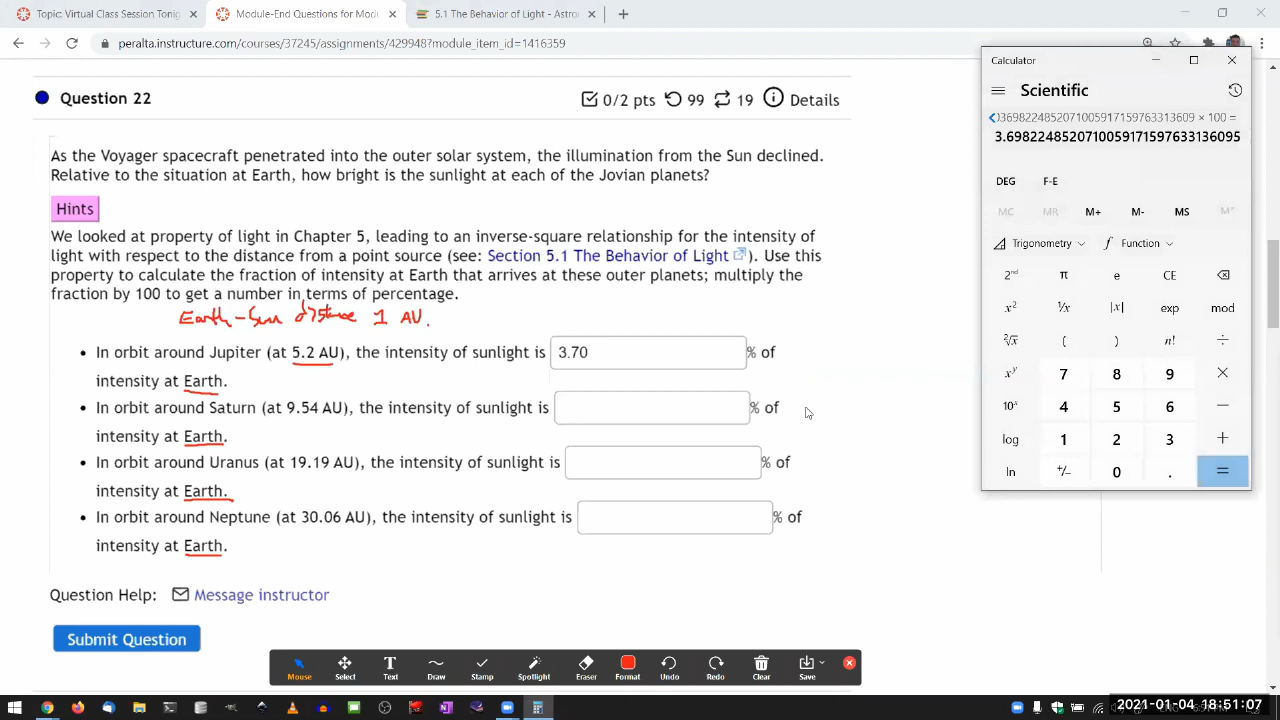 Topic: Virtual Class Session Tonig
Module-End Questions for Mod
5.1 The Behavior of Light - Astro
peralta.instructure.com/courses/37245/assignments/429948?module_item_id=1416359
Question 22
0/2 pts 99 19 Details
As the Voyager spacecraft penetrated into the outer solar system, the illumination from the Sun declined.
Relative to the situation at Earth, how bright is the sunlight at each of the Jovian planets?
Hints
We looked at property of light in Chapter 5, leading to an inverse-square relationship for the intensity of
light with respect to the distance from a point source (see: Section 5.1 The Behavior of Light). Use this
property to calculate the fraction of intensity at Earth that arrives at these outer planets; multiply the
fraction by 100 to get a number in terms of percentage.
Earth-Sun distance 1 AU.
• In orbit around Jupiter (at 5.2 AU), the intensity of sunlight is 3.70 % of
intensity at Earth.
• In orbit around Saturn (at 9.54 AU), the intensity of sunlight is % of
intensity at Earth.
• In orbit around Uranus (at 19.19 AU), the intensity of sunlight is % of
intensity at Earth.
• In orbit around Neptune (at 30.06 AU), the intensity of sunlight is % of
intensity at Earth.
Question Help: Message instructor
Submit Question
Calculator
Scientific
03698224852071005917159763313609 × 100 =
3.6982248520710059171597633136095
DEG F-E
MC MR M+ M- MS M˅
Trigonometry Function
2ⁿᵈ π e CE
x² ¹/x |x| exp mod
²√x ( ) n! ÷
xʸ 7 8 9 ×
10ˣ 4 5 6 −
log 1 2 3 +
ln +/− 0 . =
Mouse Select Text Draw Stamp Spotlight Eraser Format Undo Redo Clear Save
2021-01-04 18:51:07